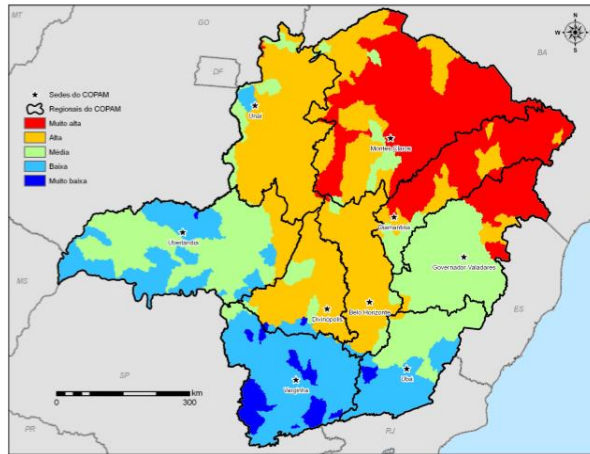 MT
GO
DF
BA
N
W
E
S
Sedes do COPAM
Regionais do COPAM
Muito alta
Alta
Média
Baixa
Muito baixa
Unaí
Montes Claros
Diamantina
Uberlândia
Governador Valadares
MS
ES
Divinópolis
Belo Horizonte
Ubá
Varginha
SP
0
300
km
PR
RJ